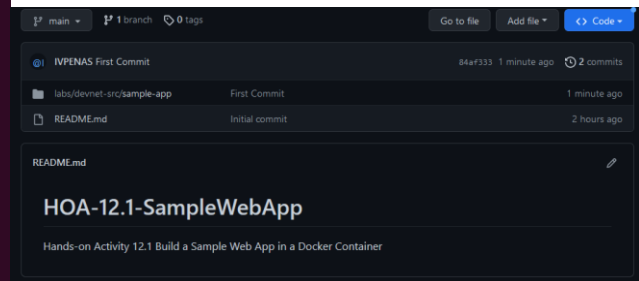 main 1 branch 0 tags Go to file Add file Code
IVPENAS First Commit 84af333 1 minute ago 2 commits
labs/devnet-src/sample-app First Commit 1 minute ago
README.md Initial commit 2 hours ago
README.md
HOA-12.1-SampleWebApp
Hands-on Activity 12.1 Build a Sample Web App in a Docker Container